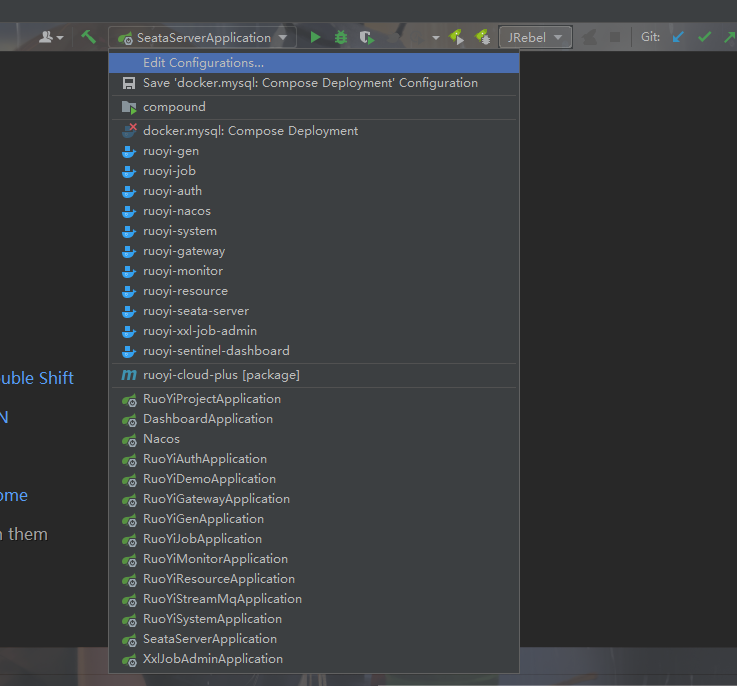 SeataServerApplication
JRebel
Git:
Edit Configurations...
Save 'docker.mysql: Compose Deployment' Configuration
compound
docker.mysql: Compose Deployment
ruoyi-gen
ruoyi-job
ruoyi-auth
ruoyi-nacos
ruoyi-system
ruoyi-gateway
ruoyi-monitor
ruoyi-resource
ruoyi-seata-server
ruoyi-xxl-job-admin
ruoyi-sentinel-dashboard
uble Shift
m ruoyi-cloud-plus [package]
RuoYiProjectApplication
N
DashboardApplication
Nacos
RuoYiAuthApplication
RuoYiDemoApplication
ome
RuoYiGatewayApplication
RuoYiGenApplication
them
RuoYiJobApplication
RuoYiMonitorApplication
RuoYiResourceApplication
RuoYiStreamMqApplication
RuoYiSystemApplication
SeataServerApplication
XxlJobAdminApplication